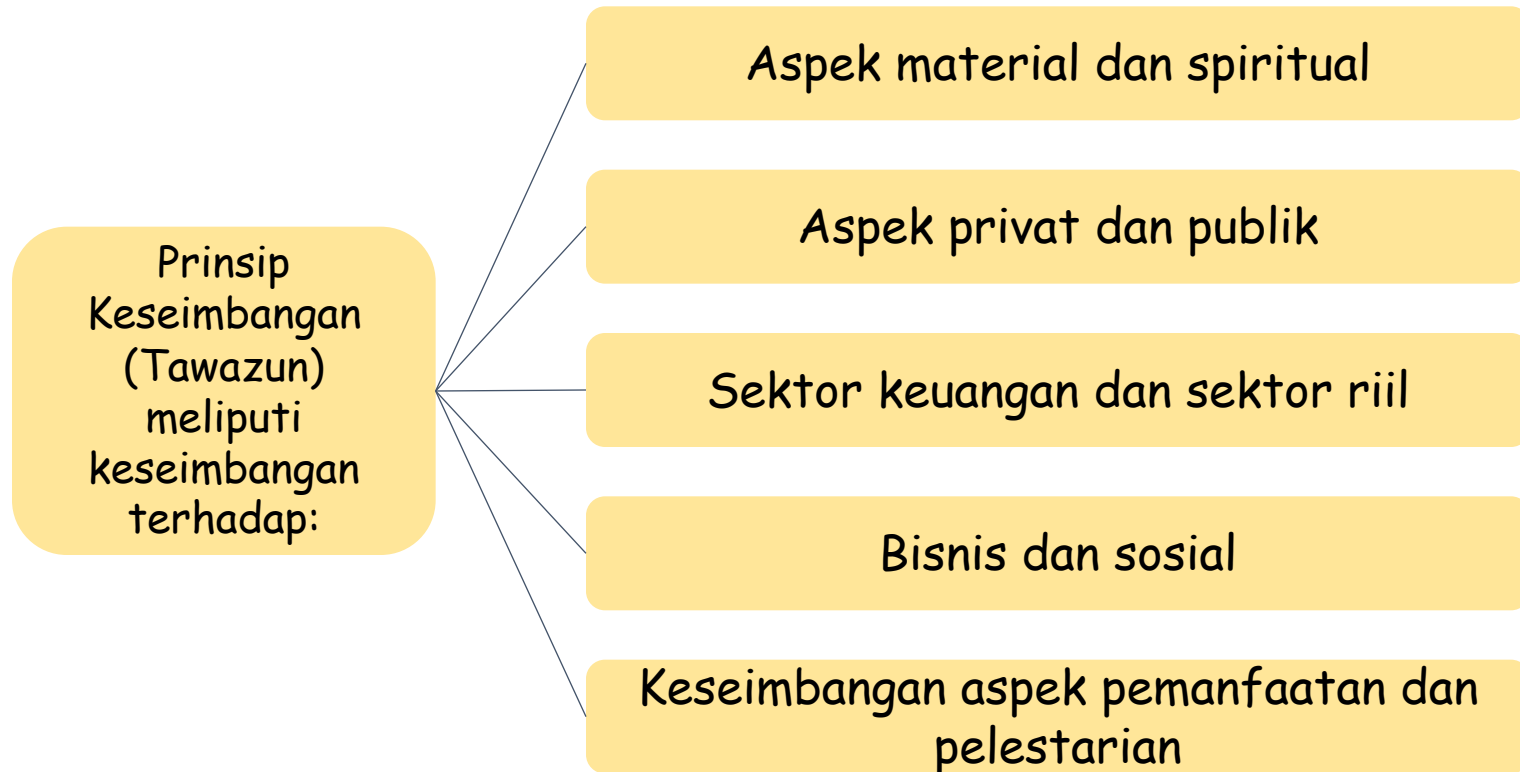 Prinsip
Keseimbangan
(Tawazun)
meliputi
keseimbangan
terhadap:
Aspek material dan spiritual
Aspek privat dan publik
Sektor keuangan dan sektor riil
Bisnis dan sosial
Keseimbangan aspek pemanfaatan dan
pelestarian